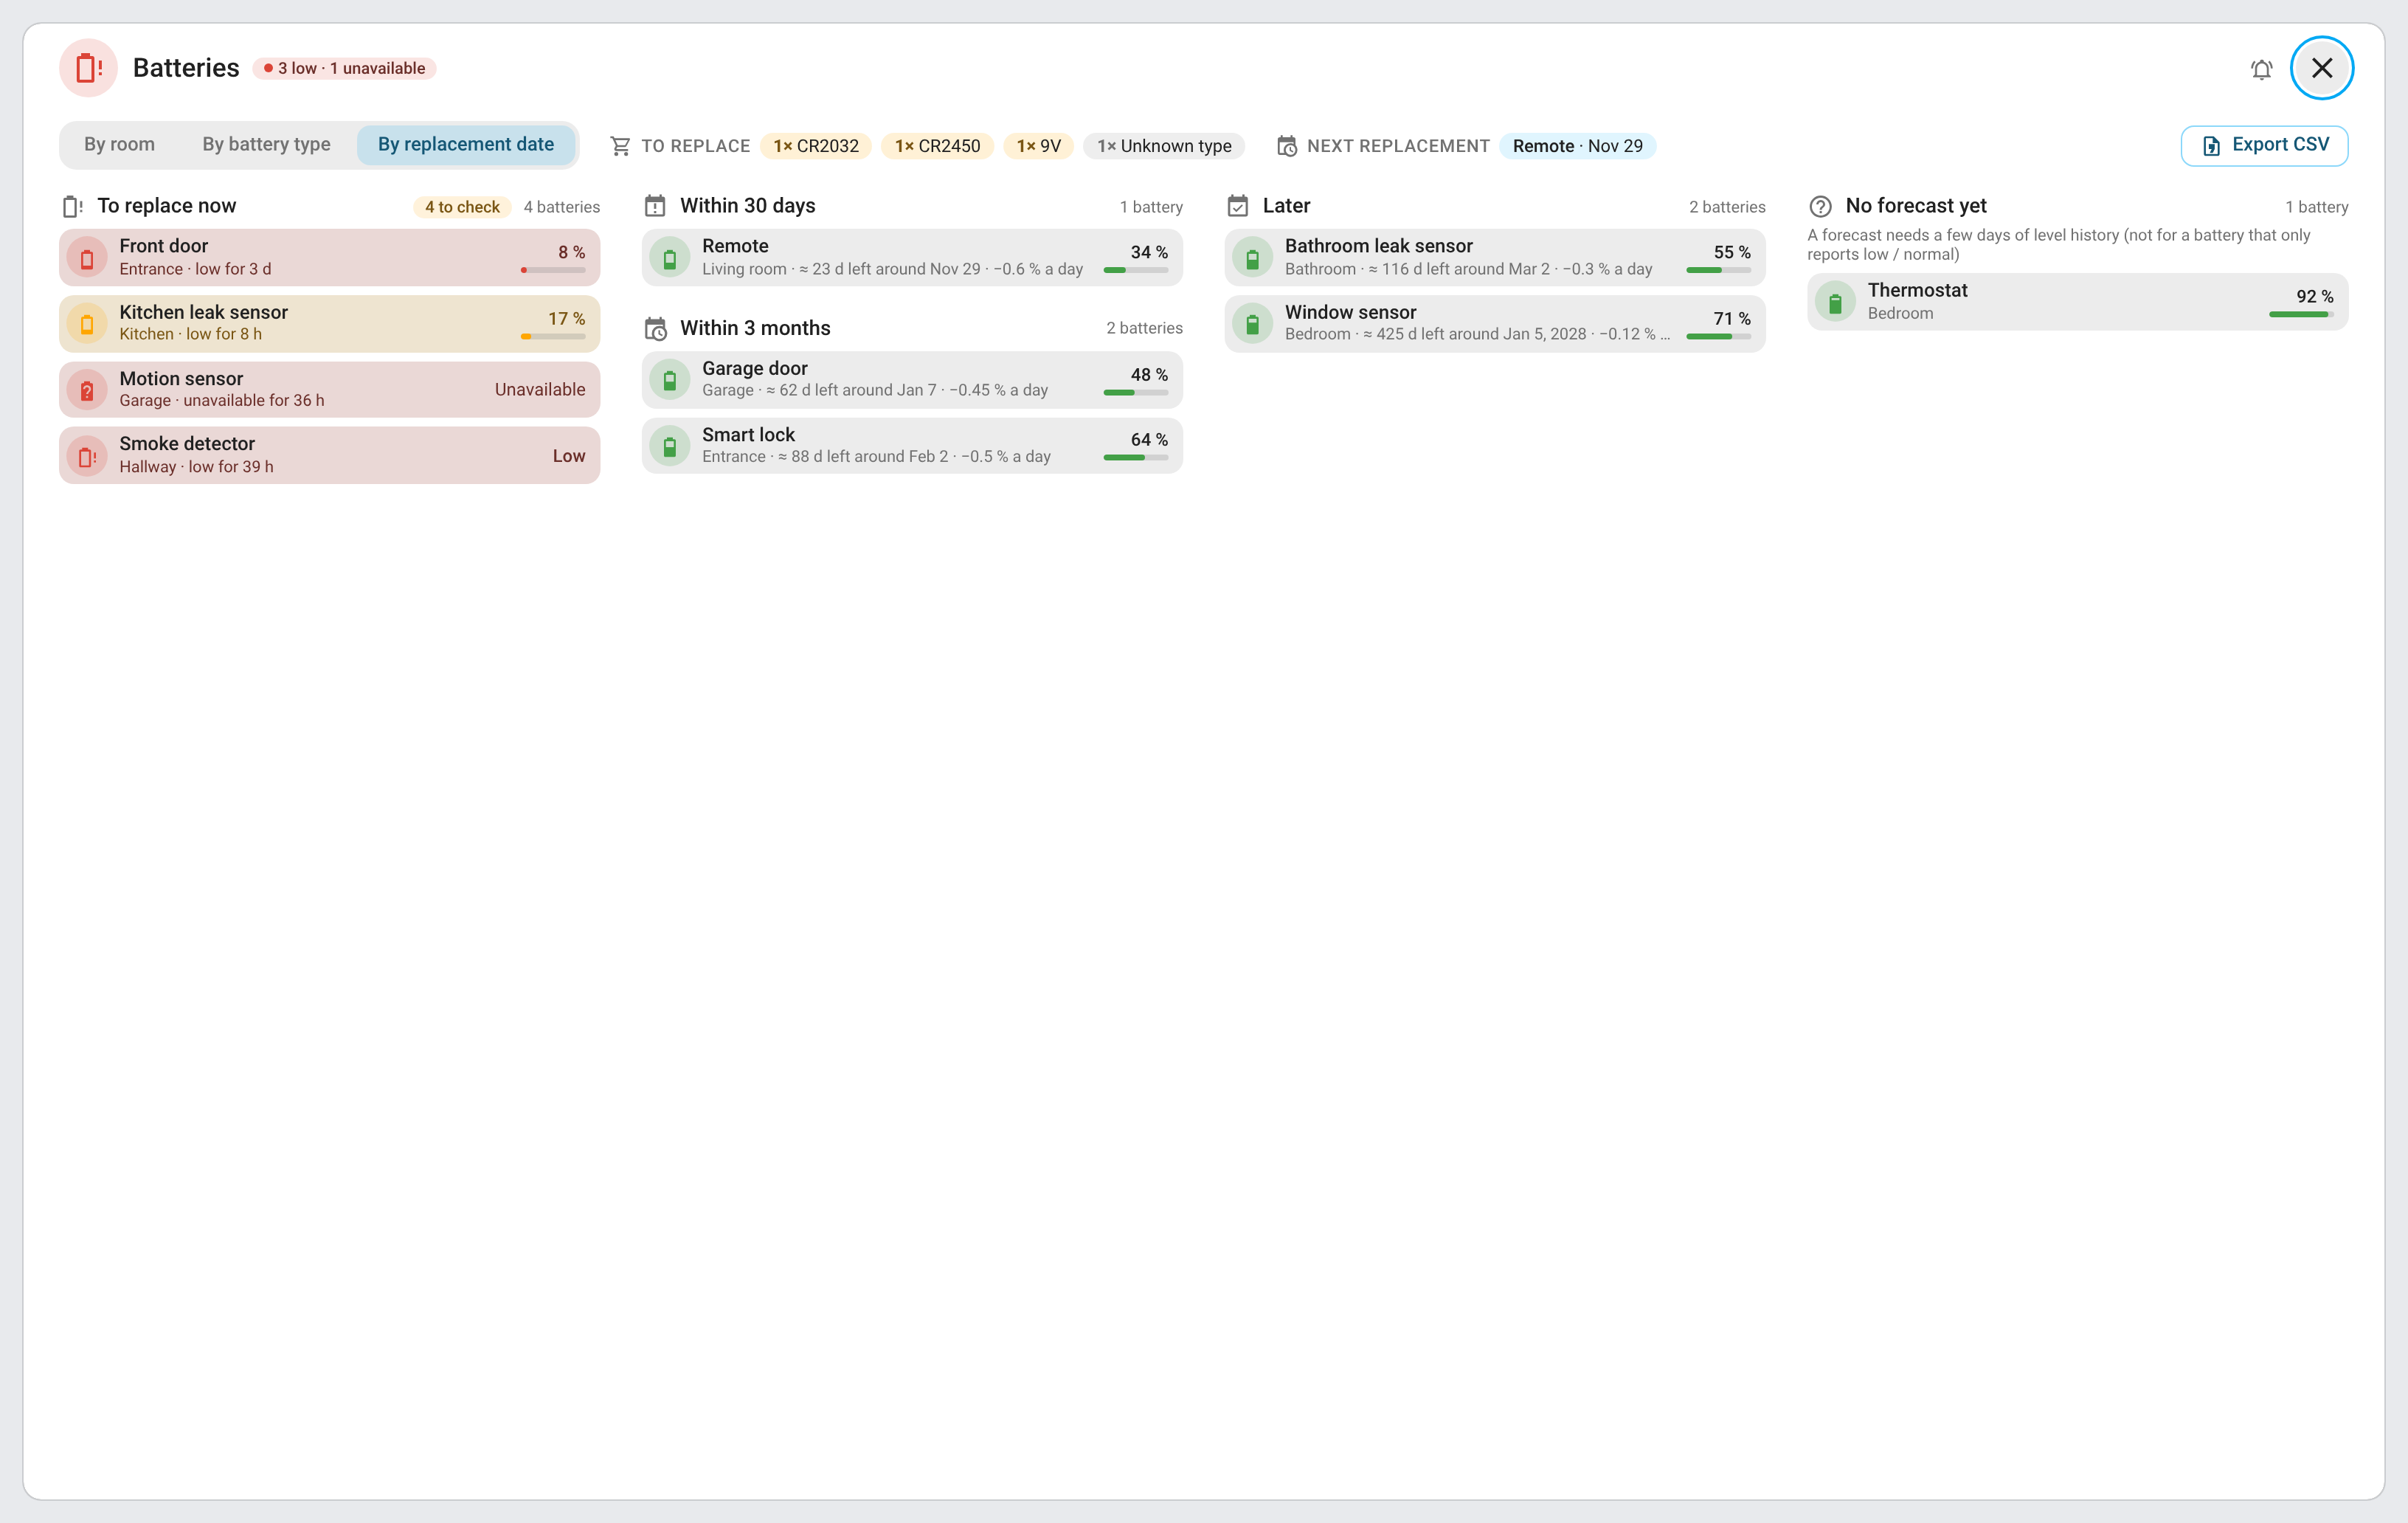 Batteries
3 low · 1 unavailable
By room
By battery type
By replacement date
TO REPLACE
1× CR2032
1× CR2450
1× 9V
1× Unknown type
NEXT REPLACEMENT
Remote · Nov 29
Export CSV
To replace now
4 to check
4 batteries
Front door
8 %
Entrance · low for 3 d
Kitchen leak sensor
17 %
Kitchen · low for 8 h
Motion sensor
Unavailable
Garage · unavailable for 36 h
Smoke detector
Low
Hallway · low for 39 h
Within 30 days
1 battery
Remote
34 %
Living room · ≈ 23 d left around Nov 29 · −0.6 % a day
Within 3 months
2 batteries
Garage door
48 %
Garage · ≈ 62 d left around Jan 7 · −0.45 % a day
Smart lock
64 %
Entrance · ≈ 88 d left around Feb 2 · −0.5 % a day
Later
2 batteries
Bathroom leak sensor
55 %
Bathroom · ≈ 116 d left around Mar 2 · −0.3 % a day
Window sensor
71 %
Bedroom · ≈ 425 d left around Jan 5, 2028 · −0.12 % ...
No forecast yet
1 battery
A forecast needs a few days of level history (not for a battery that only
reports low / normal)
Thermostat
92 %
Bedroom